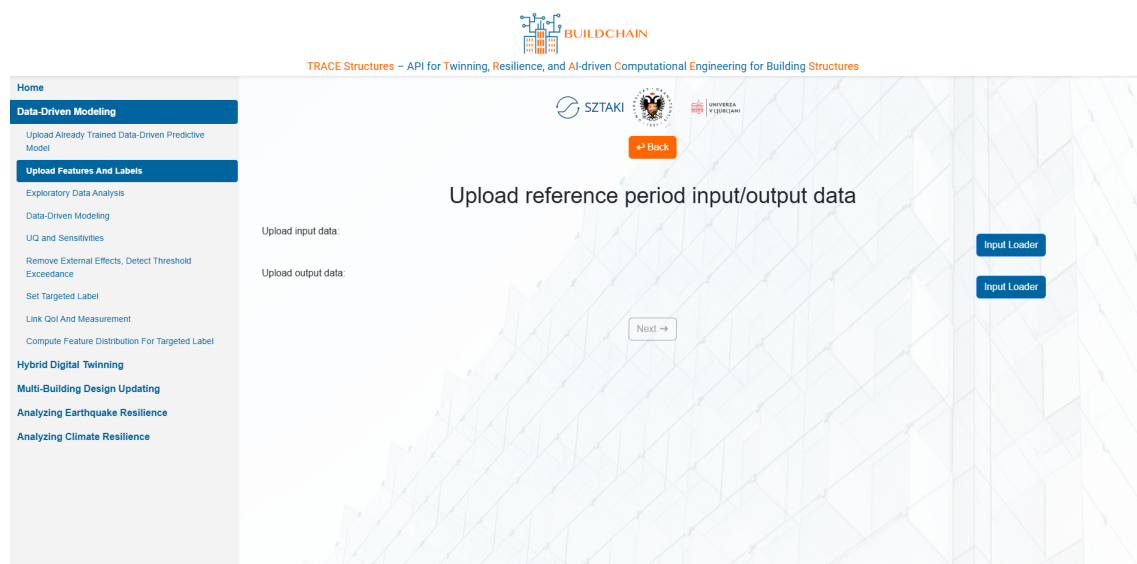 BUILDCHAIN
TRACE Structures – API for Twinning, Resilience, and AI-driven Computational Engineering for Building Structures
Home
Data-Driven Modeling
Upload Already Trained Data-Driven Predictive
Model
Upload Features And Labels
Exploratory Data Analysis
Data-Driven Modeling
UQ and Sensitivities
Remove External Effects, Detect Threshold
Exceedance
Set Targeted Label
Link QoI And Measurement
Compute Feature Distribution For Targeted Label
Hybrid Digital Twinning
Multi-Building Design Updating
Analyzing Earthquake Resilience
Analyzing Climate Resilience
SZTAKI
UNIVERZA
V LJUBLJANI
↵ Back
Upload reference period input/output data
Upload input data:
Input Loader
Upload output data:
Input Loader
Next →